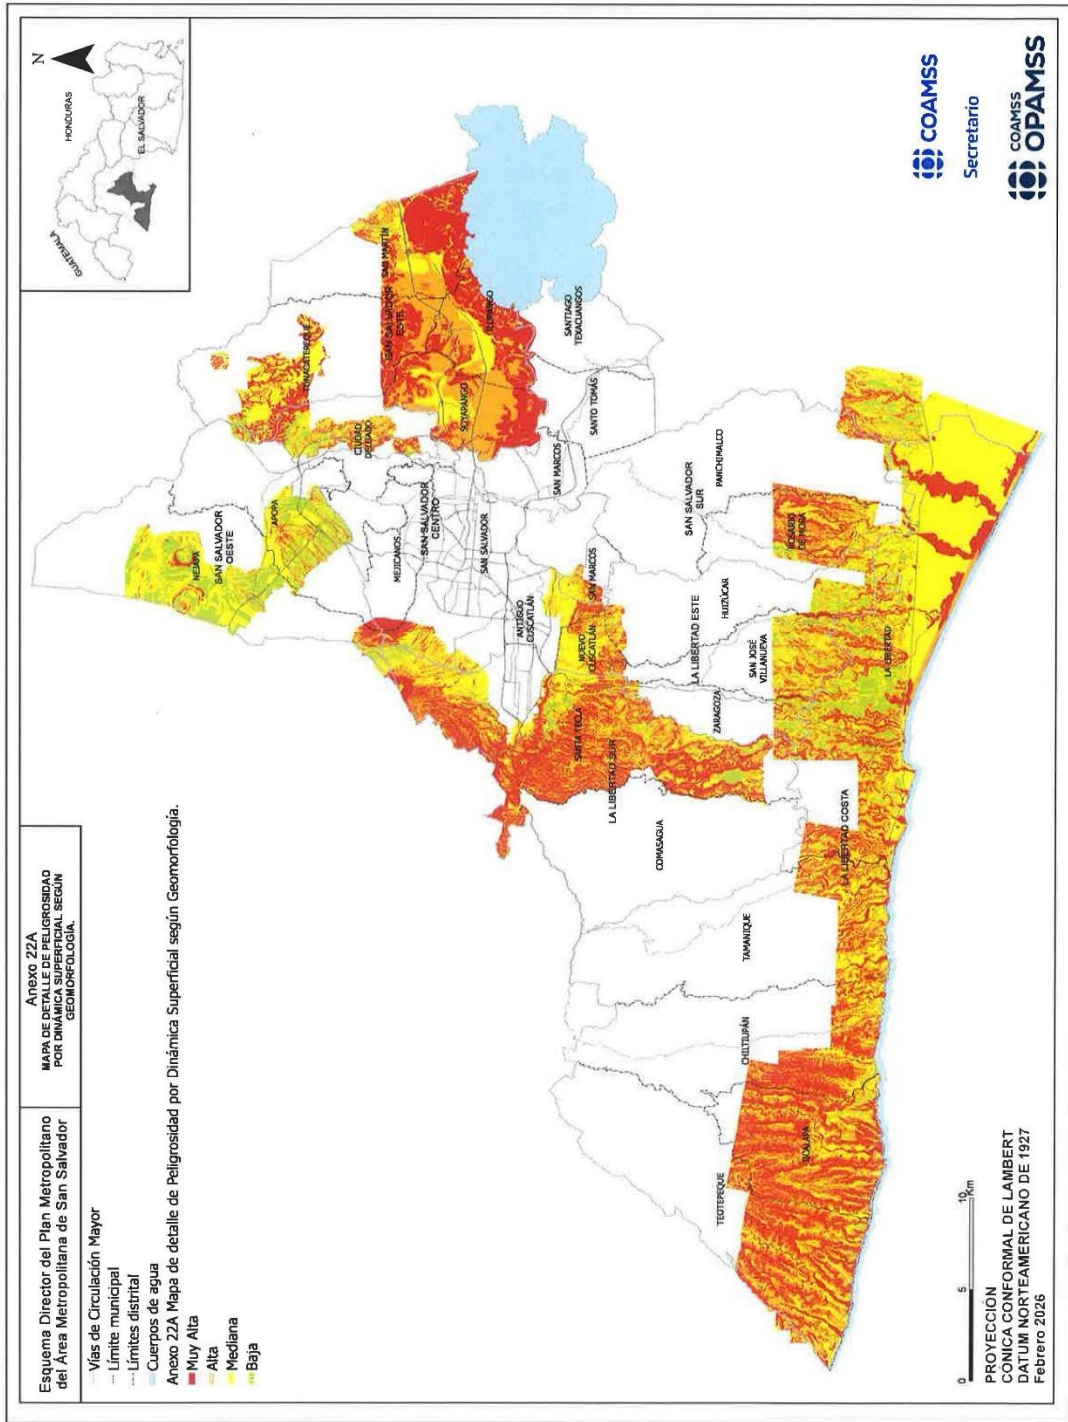 Esquema Director del Plan Metropolitano
del Área Metropolitana de San Salvador
Anexo 22A
MAPA DE DETALLE DE PELIGROSIDAD
POR DINÁMICA SUPERFICIAL SEGÚN
GEOMORFOLOGÍA.
Vías de Circulación Mayor
Límite municipal
Límites distrital
Cuerpos de agua
Anexo 22A Mapa de detalle de Peligrosidad por Dinámica Superficial según Geomorfología.
Muy Alta
Alta
Mediana
Baja
N
GUATEMALA
HONDURAS
EL SALVADOR
NEJAPA
SAN SALVADOR
OESTE
APOPA
TONACATEPEQUE
CIUDAD
DELGADO
SAN MARTÍN
SAN SALVADOR
ESTE
MEJICANOS
SAN SALVADOR
CENTRO
SOYAPANGO
ILOPANGO
SAN SALVADOR
ANTIGUO
CUSCATLÁN
SAN MARCOS
SANTIAGO
TEXACUANGOS
SANTO TOMÁS
NUEVO
CUSCATLÁN
SAN MARCOS
SANTA TECLA
LA LIBERTAD SUR
COMASAGUA
LA LIBERTAD ESTE
SAN SALVADOR
SUR
PANCHIMALCO
HUIZÚCAR
ZARAGOZA
SAN JOSÉ
VILLANUEVA
TAMANIQUE
CHILTIUPÁN
TEOTEPEQUE
ROSARIO
DE MORA
JICALAPA
LA LIBERTAD COSTA
LA LIBERTAD
0 5 10 Km
PROYECCIÓN
CÓNICA CONFORMAL DE LAMBERT
DATUM NORTEAMERICANO DE 1927
Febrero 2026
COAMSS
Secretario
COAMSS
OPAMSS